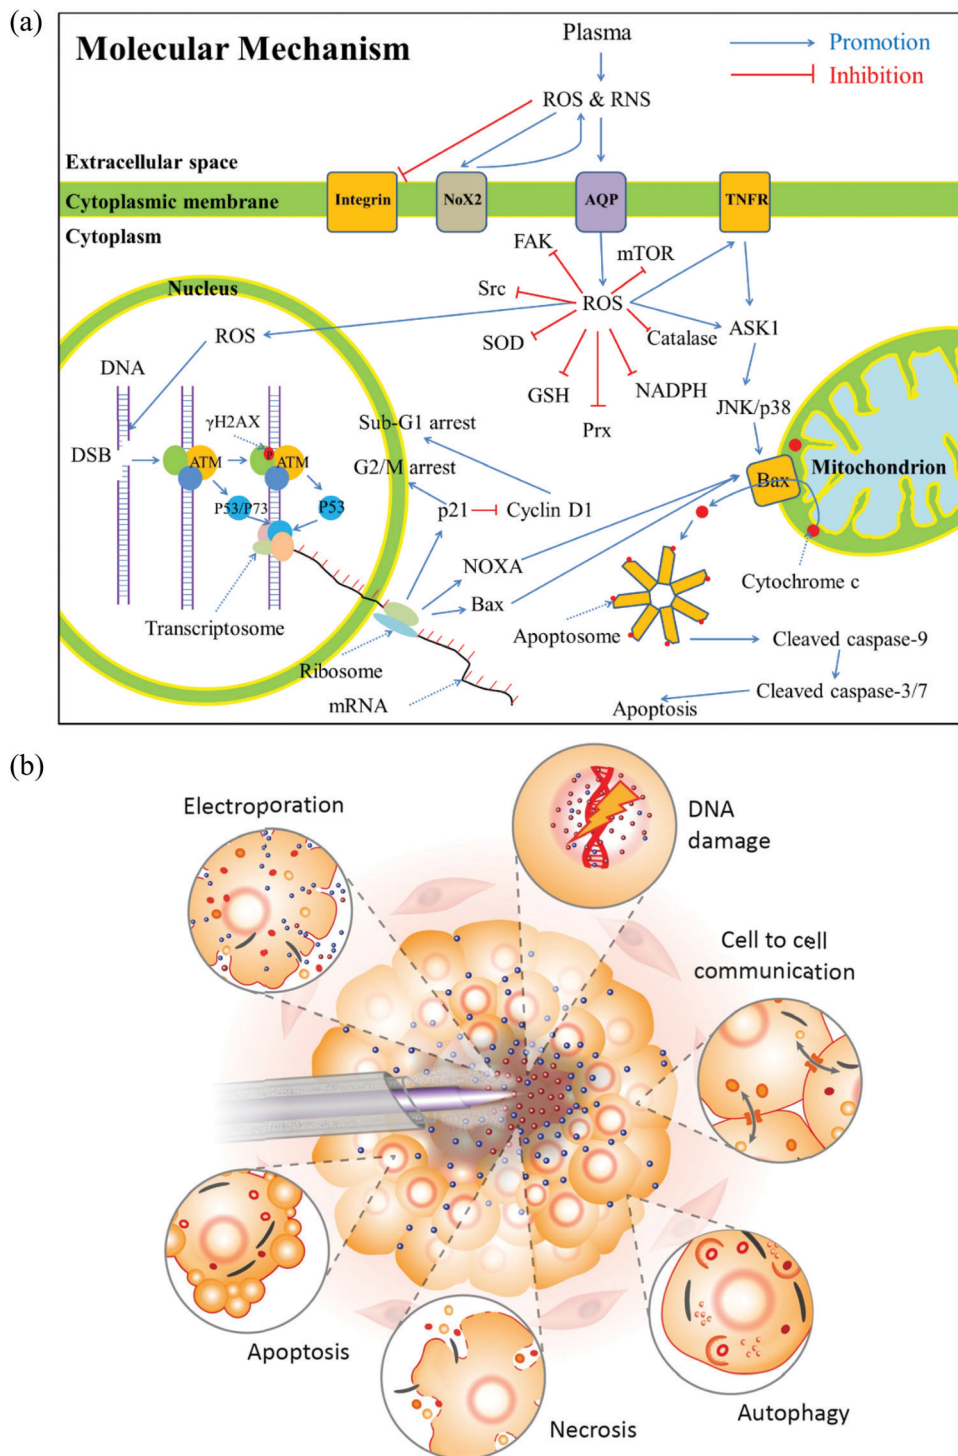 (a)
Molecular Mechanism
Plasma
Promotion
Inhibition
ROS & RNS
Extracellular space
Cytoplasmic membrane
Integrin
NoX2
AQP
TNFR
Cytoplasm
FAK
mTOR
Nucleus
Src
ROS
ROS
SOD
Catalase
ASK1
DNA
GSH
NADPH
JNK/p38
γH2AX
Sub-G1 arrest
Prx
DSB
ATM
P
ATM
G2/M arrest
Bax
Mitochondrion
P53/P73
P53
p21
Cyclin D1
NOXA
Cytochrome c
Bax
Transcriptosome
Apoptosome
Cleaved caspase-9
Ribosome
mRNA
Cleaved caspase-3/7
Apoptosis
(b)
Electroporation
DNA
damage
Cell to cell
communication
Apoptosis
Necrosis
Autophagy